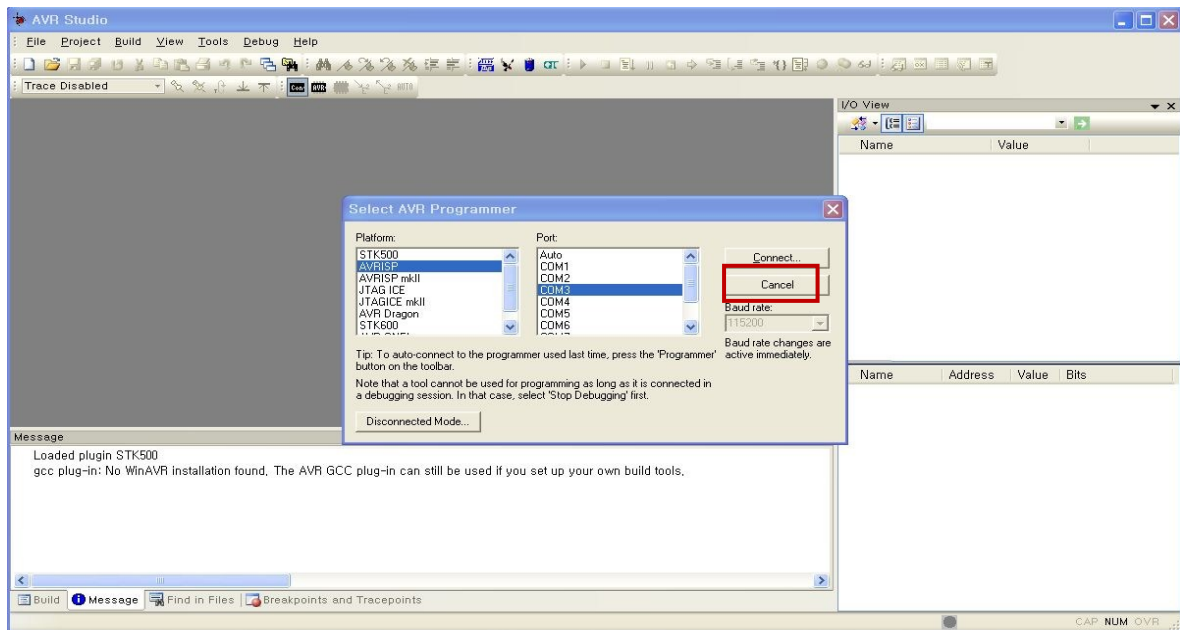 AVR Studio
File Project Build View Tools Debug Help
Trace Disabled
Con AVR AUTO
I/O View
Name Value
Select AVR Programmer
Platform: Port:
STK500 Auto
AVRISP COM1
AVRISP mkII COM2
JTAG ICE COM3
JTAGICE mkII COM4
AVR Dragon COM5
STK600 COM6
Connect...
Cancel
Baud rate:
115200
Baud rate changes are
active immediately.
Tip: To auto-connect to the programmer used last time, press the 'Programmer'
button on the toolbar.
Note that a tool cannot be used for programming as long as it is connected in
a debugging session. In that case, select 'Stop Debugging' first.
Disconnected Mode...
Name Address Value Bits
Message
Loaded plugin STK500
gcc plug-in: No WinAVR installation found, The AVR GCC plug-in can still be used if you set up your own build tools,
Build Message Find in Files Breakpoints and Tracepoints
CAP NUM OVR